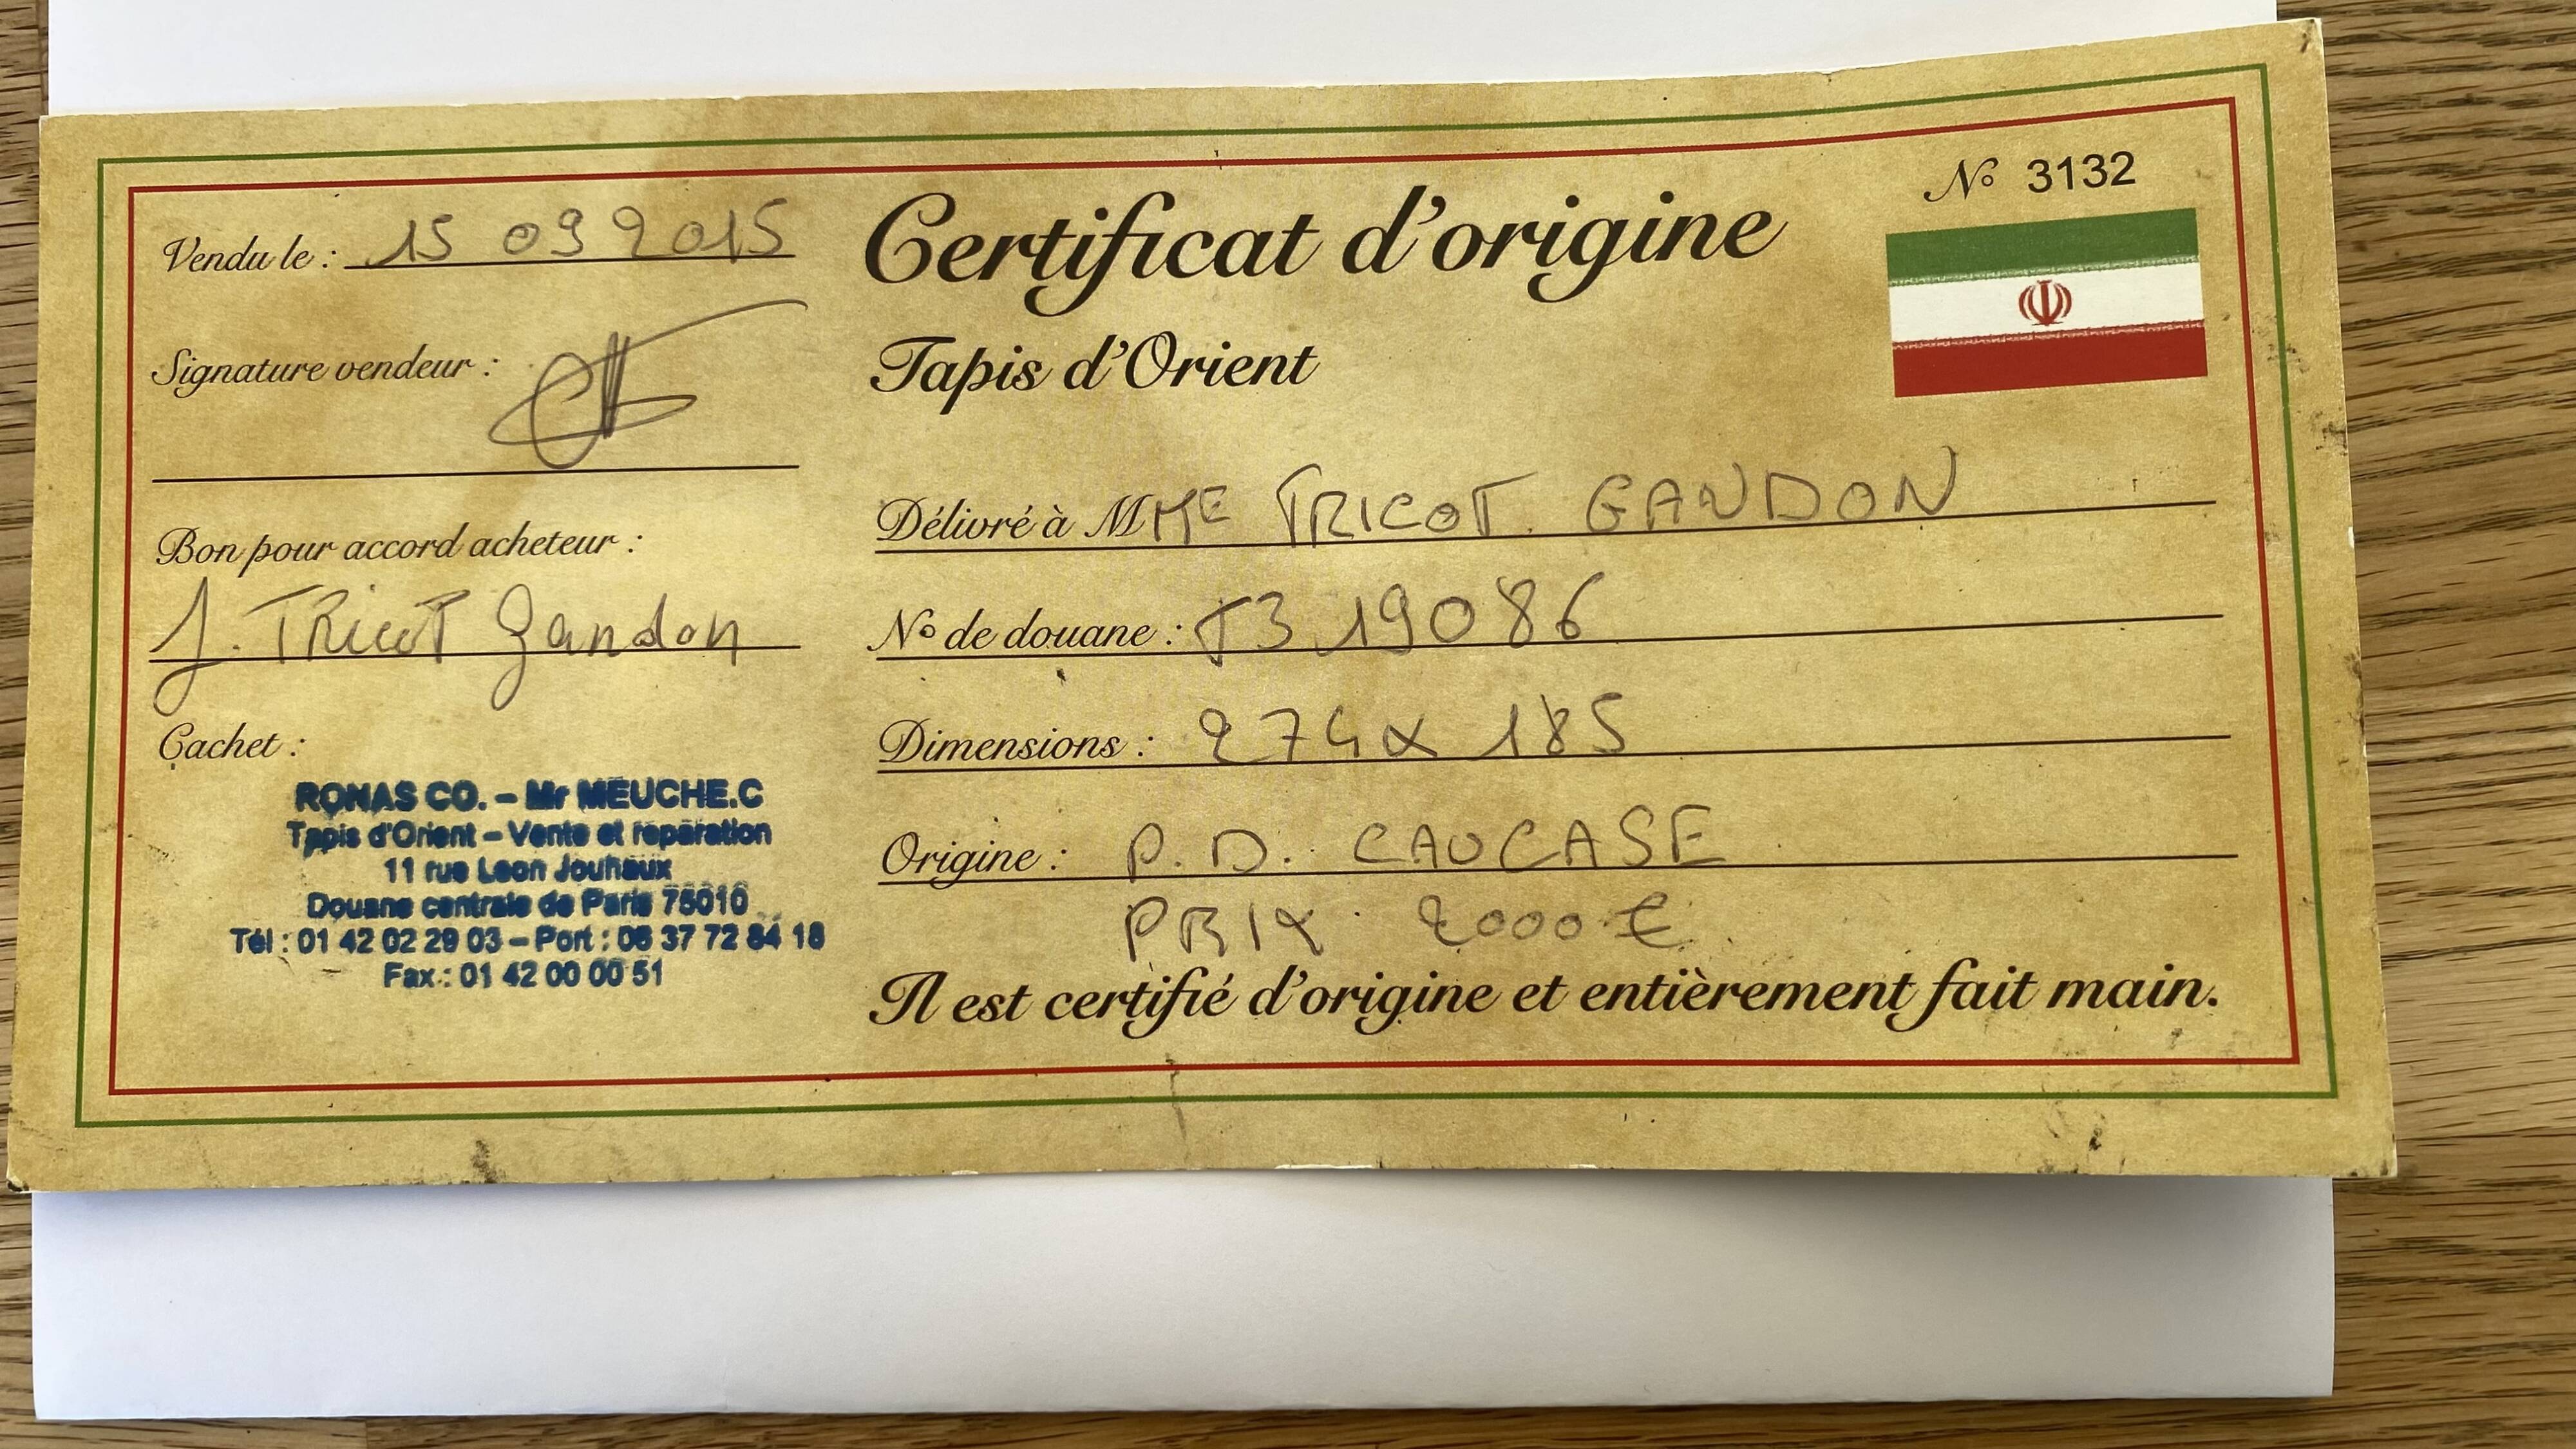 Vendu le : 15 09 2015
Signature vendeur :
Bon pour accord acheteur :
J. TRicoT Gandon
Cachet :
RONAS CO. – Mr MEUCHE.C
Tapis d'Orient – Vente et reparation
11 rue Leon Jouhaux
Douane centrale de Paris 75010
Tél : 01 42 02 29 03 – Port : 06 37 72 84 18
Fax : 01 42 00 00 51
N° 3132
Certificat d'origine
Tapis d'Orient
Délivré à MME TRICOT GANDON
N° de douane : T3 19086
Dimensions : 274 x 185
Origine : P. D. CAUCASE
PRIX 2000 €
Il est certifié d'origine et entièrement fait main.